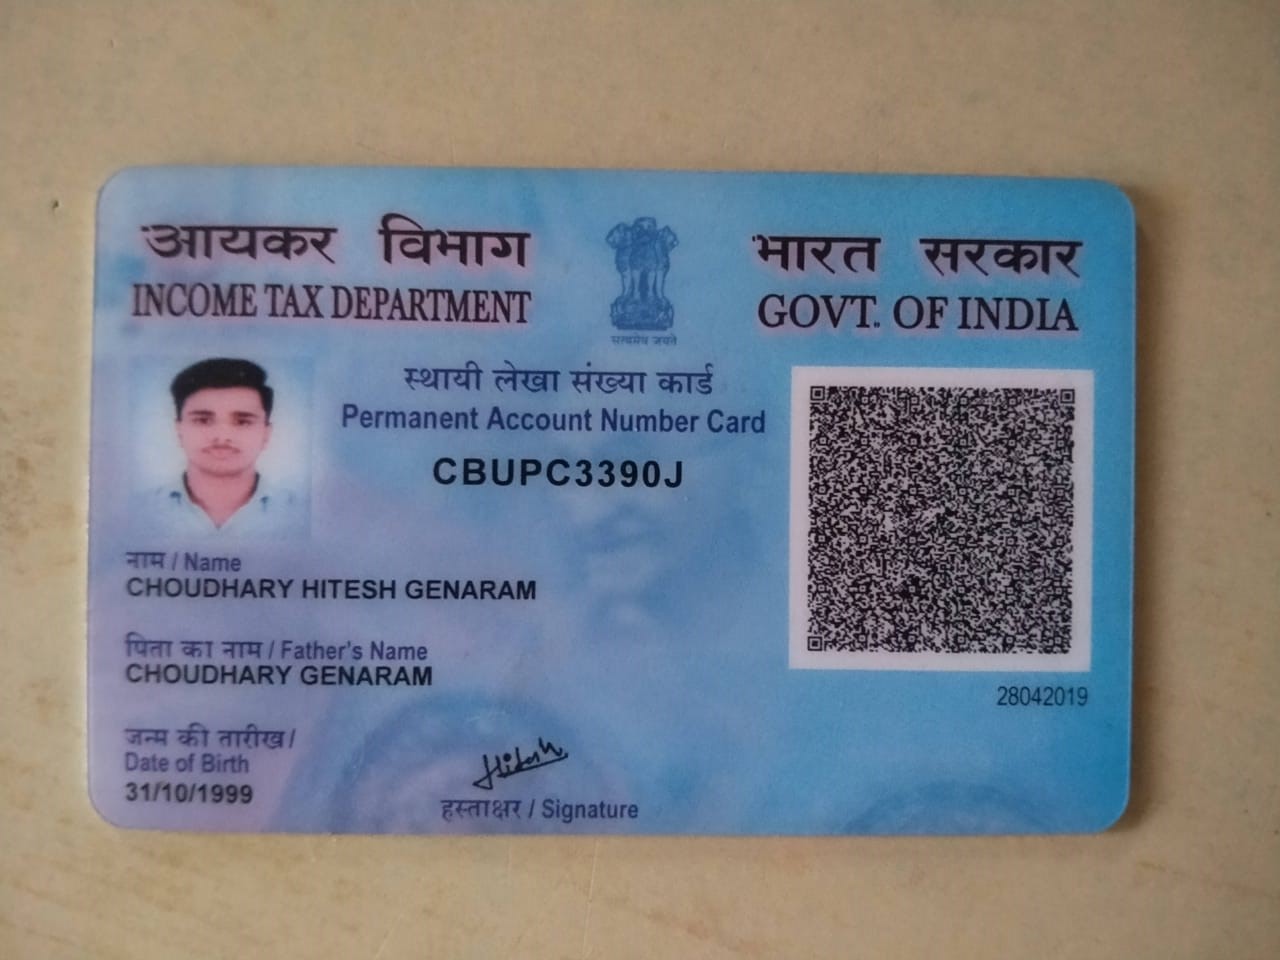 आयकर विभाग
INCOME TAX DEPARTMENT
भारत सरकार
GOVT. OF INDIA
सत्यमेव जयते
स्थायी लेखा संख्या कार्ड
Permanent Account Number Card
CBUPC3390J
नाम / Name
CHOUDHARY HITESH GENARAM
पिता का नाम / Father's Name
CHOUDHARY GENARAM
28042019
जन्म की तारीख /
Date of Birth
31/10/1999
Hitesh
हस्ताक्षर / Signature